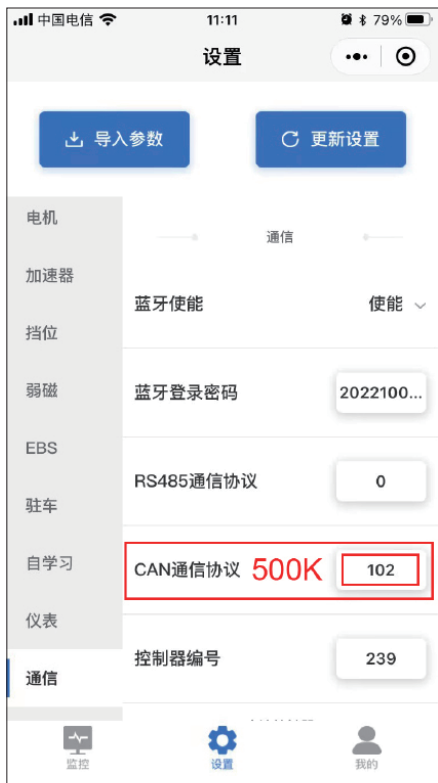 中国电信 11:11 79%
设置
导入参数 更新设置
电机
加速器
挡位
弱磁
EBS
驻车
自学习
仪表
通信
通信
蓝牙使能 使能
蓝牙登录密码 2022100...
RS485通信协议 0
CAN通信协议 500K 102
控制器编号 239
监控 设置 我的